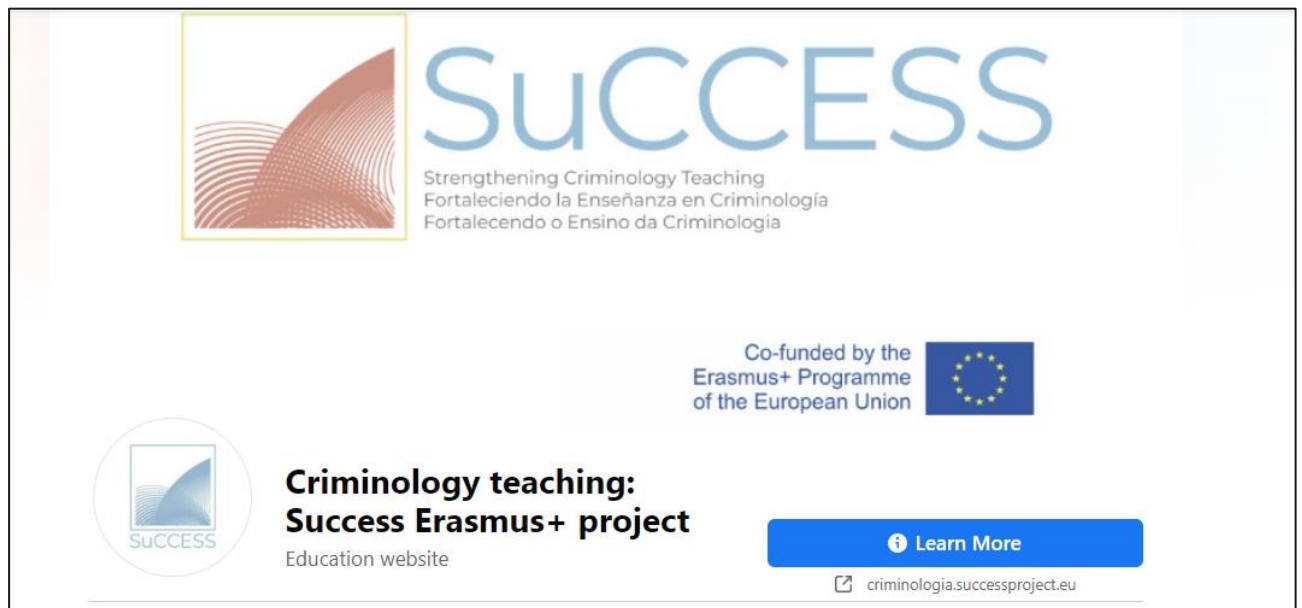 SuCCESS
Strengthening Criminology Teaching
Fortaleciendo la Enseñanza en Criminología
Fortalecendo o Ensino da Criminologia
Co-funded by the
Erasmus+ Programme
of the European Union
SuCCESS
Criminology teaching:
Success Erasmus+ project
Education website
Learn More
criminologia.successproject.eu